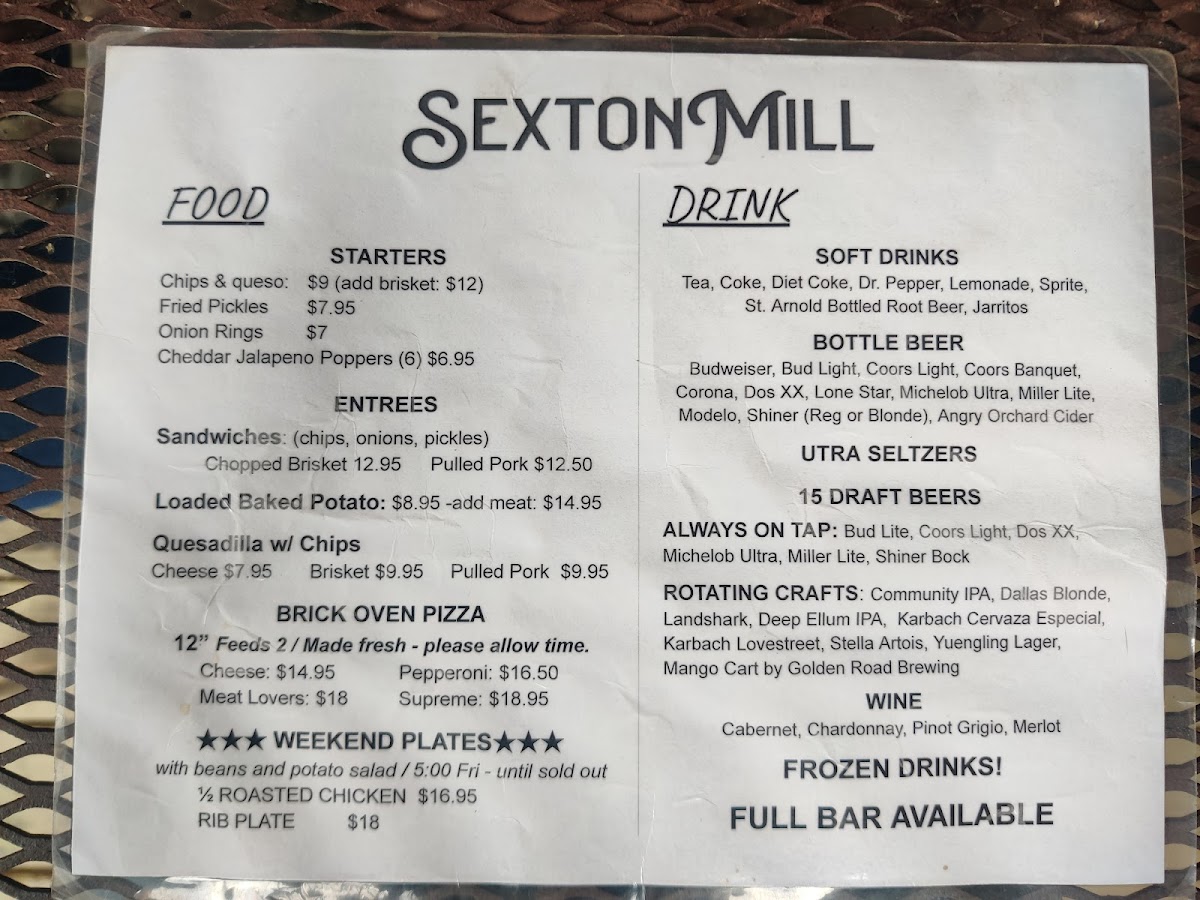 SEXTON MILL
FOOD
STARTERS
Chips & queso: $9 (add brisket: $12)
Fried Pickles $7.95
Onion Rings $7
Cheddar Jalapeno Poppers (6) $6.95
ENTREES
Sandwiches: (chips, onions, pickles)
Chopped Brisket 12.95 Pulled Pork $12.50
Loaded Baked Potato: $8.95 -add meat: $14.95
Quesadilla w/ Chips
Cheese $7.95 Brisket $9.95 Pulled Pork $9.95
BRICK OVEN PIZZA
12” Feeds 2 / Made fresh - please allow time.
Cheese: $14.95 Pepperoni: $16.50
Meat Lovers: $18 Supreme: $18.95
★★★ WEEKEND PLATES★★★
with beans and potato salad / 5:00 Fri - until sold out
½ ROASTED CHICKEN $16.95
RIB PLATE $18
DRINK
SOFT DRINKS
Tea, Coke, Diet Coke, Dr. Pepper, Lemonade, Sprite,
St. Arnold Bottled Root Beer, Jarritos
BOTTLE BEER
Budweiser, Bud Light, Coors Light, Coors Banquet,
Corona, Dos XX, Lone Star, Michelob Ultra, Miller Lite,
Modelo, Shiner (Reg or Blonde), Angry Orchard Cider
UTRA SELTZERS
15 DRAFT BEERS
ALWAYS ON TAP: Bud Lite, Coors Light, Dos XX,
Michelob Ultra, Miller Lite, Shiner Bock
ROTATING CRAFTS: Community IPA, Dallas Blonde,
Landshark, Deep Ellum IPA, Karbach Cervaza Especial,
Karbach Lovestreet, Stella Artois, Yuengling Lager,
Mango Cart by Golden Road Brewing
WINE
Cabernet, Chardonnay, Pinot Grigio, Merlot
FROZEN DRINKS!
FULL BAR AVAILABLE